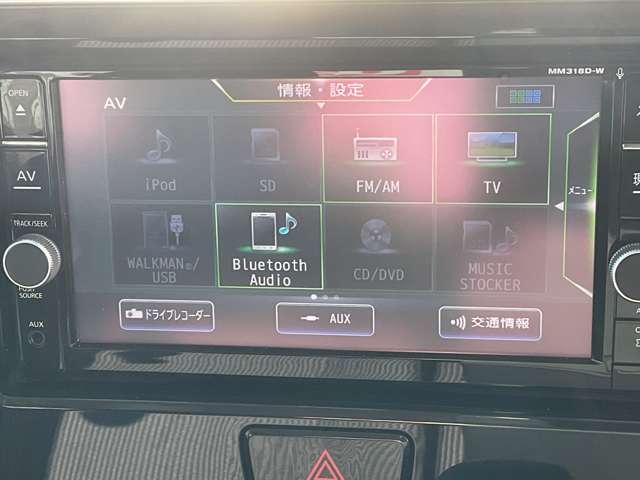 MM318D-W
OPEN
AV
情報・設定
AV
iPod
SD
FM/AM
TV
メニュー
TRACK/SEEK
PUSH
SOURCE
WALKMAN®/
USB
Bluetooth
Audio
CD/DVD
MUSIC
STOCKER
AUX
ドライブレコーダー
AUX
交通情報